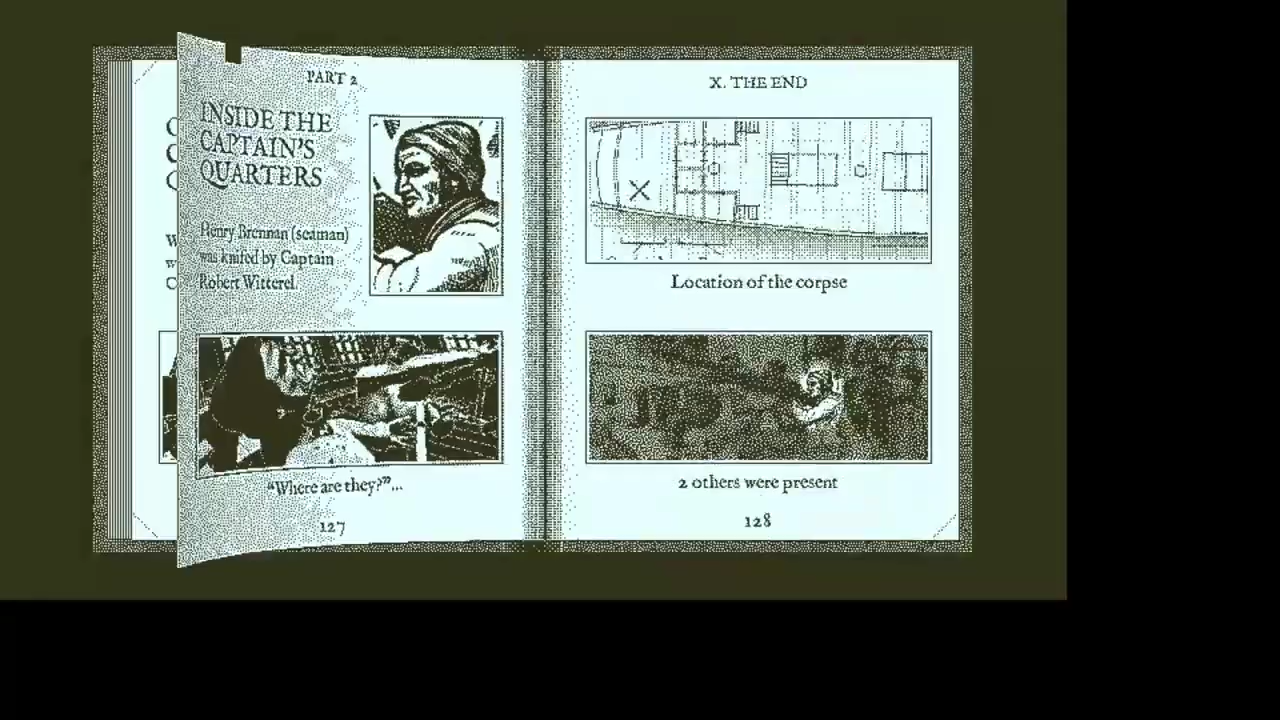 PART 2
INSIDE THE
CAPTAIN'S
QUARTERS
Henry Brennan (seaman)
was knifed by Captain
Robert Witterel.
"Where are they?"...
127
X. THE END
Location of the corpse
2 others were present
128